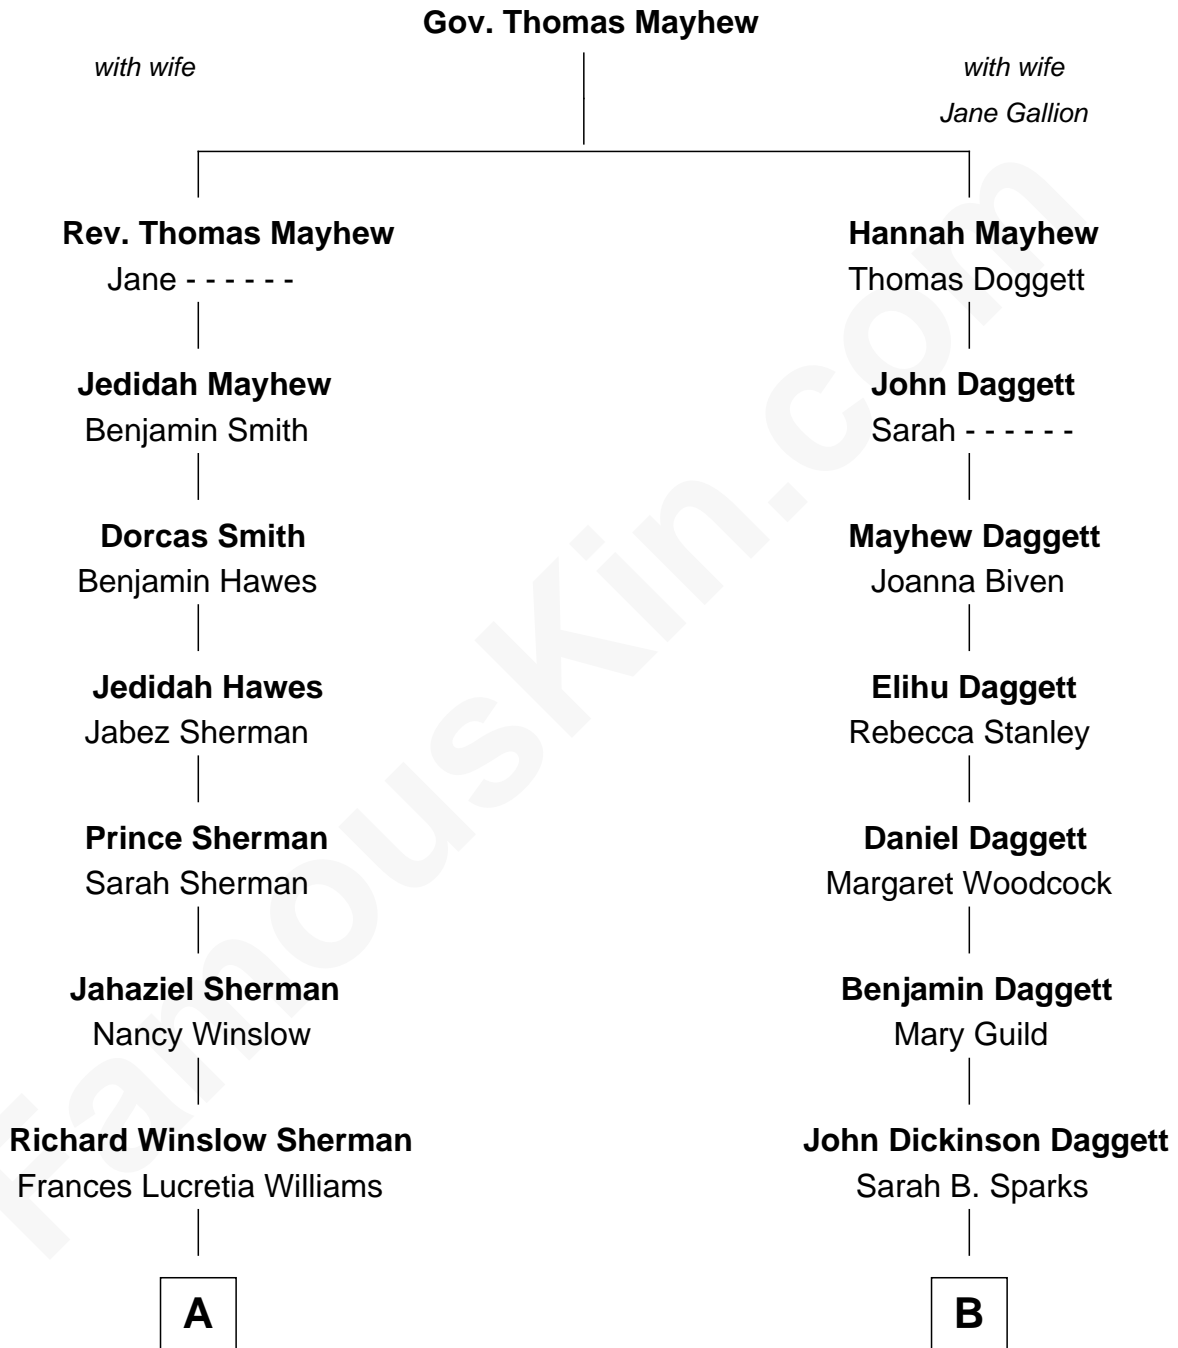 Gov. Thomas Mayhew
with wife
with wife
Jane Gallion
Rev. Thomas Mayhew
Jane - - - - - -
Hannah Mayhew
Thomas Doggett
Jedidah Mayhew
Benjamin Smith
John Daggett
Sarah - - - - - -
Dorcas Smith
Benjamin Hawes
Mayhew Daggett
Joanna Biven
Jedidah Hawes
Jabez Sherman
Elihu Daggett
Rebecca Stanley
Prince Sherman
Sarah Sherman
Daniel Daggett
Margaret Woodcock
Jahaziel Sherman
Nancy Winslow
Benjamin Daggett
Mary Guild
Richard Winslow Sherman
Frances Lucretia Williams
John Dickinson Daggett
Sarah B. Sparks
A
B
FamousKin.com